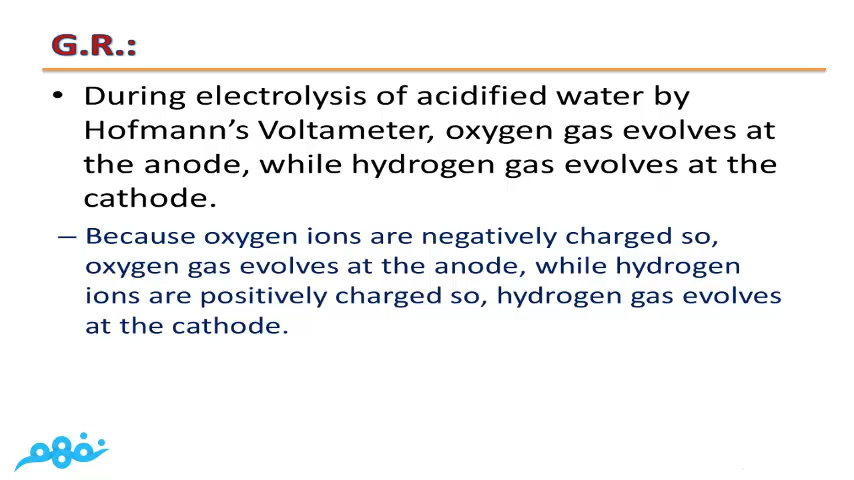 G.R.:
• During electrolysis of acidified water by
Hofmann’s Voltameter, oxygen gas evolves at
the anode, while hydrogen gas evolves at the
cathode.
– Because oxygen ions are negatively charged so,
oxygen gas evolves at the anode, while hydrogen
ions are positively charged so, hydrogen gas evolves
at the cathode.
نفهم